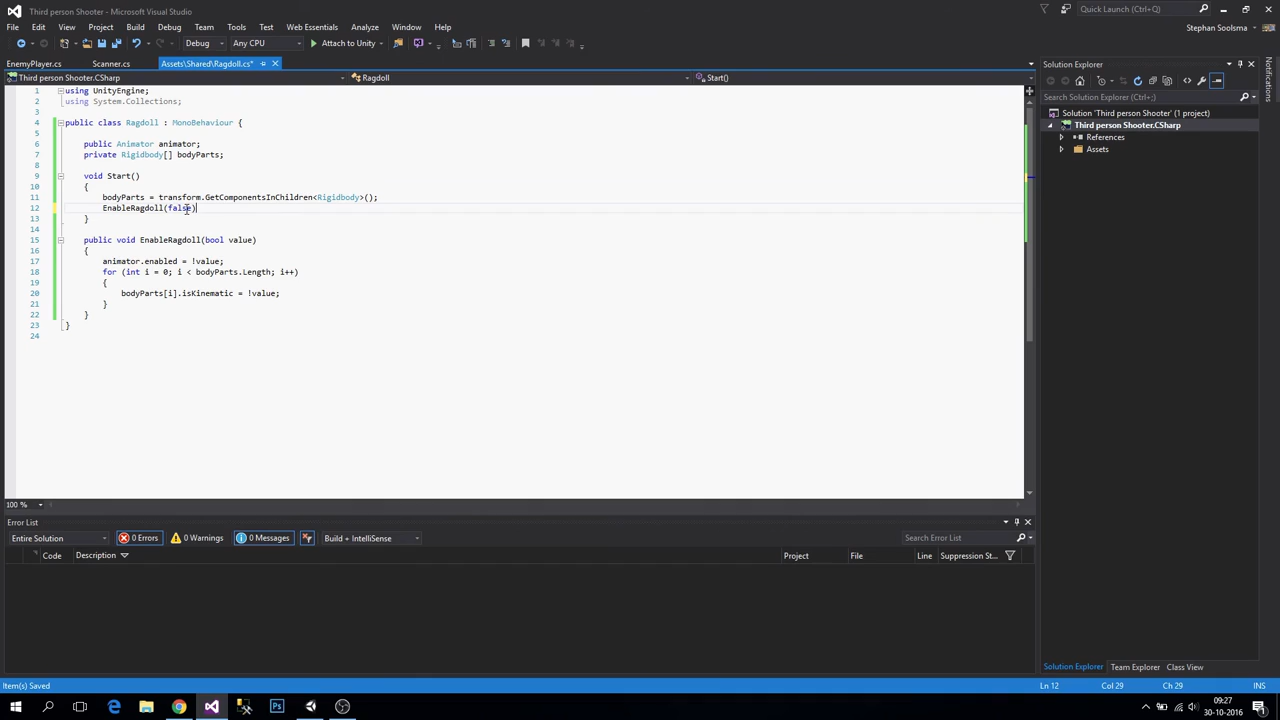 Third person Shooter - Microsoft Visual Studio
Quick Launch (Ctrl+Q)
File Edit View Project Build Debug Team Tools Test Web Essentials Analyze Window Help
Stephan Soolsma
Debug Any CPU Attach to Unity
EnemyPlayer.cs Scanner.cs Assets\Shared\Ragdoll.cs*
Third person Shooter.CSharp Ragdoll Start()
1 using UnityEngine;
2 using System.Collections;
3
4 public class Ragdoll : MonoBehaviour {
5
6 public Animator animator;
7 private Rigidbody[] bodyParts;
8
9 void Start()
10 {
11 bodyParts = transform.GetComponentsInChildren<Rigidbody>();
12 EnableRagdoll(false)
13 }
14
15 public void EnableRagdoll(bool value)
16 {
17 animator.enabled = !value;
18 for (int i = 0; i < bodyParts.Length; i++)
19 {
20 bodyParts[i].isKinematic = !value;
21 }
22 }
23 }
24
100 %
Solution Explorer
Search Solution Explorer (Ctrl+;)
Solution 'Third person Shooter' (1 project)
Third person Shooter.CSharp
References
Assets
Notifications
Error List
Entire Solution 0 Errors 0 Warnings 0 Messages Build + IntelliSense
Search Error List
Code Description Project File Line Suppression St...
Solution Explorer Team Explorer Class View
Item(s) Saved
Ln 12 Col 29 Ch 29 INS
09:27
30-10-2016